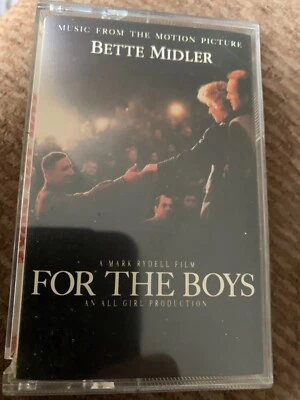 MUSIC FROM THE MOTION PICTURE
BETTE MIDLER
A MARK RYDELL FILM
FOR THE BOYS
AN ALL GIRL PRODUCTION